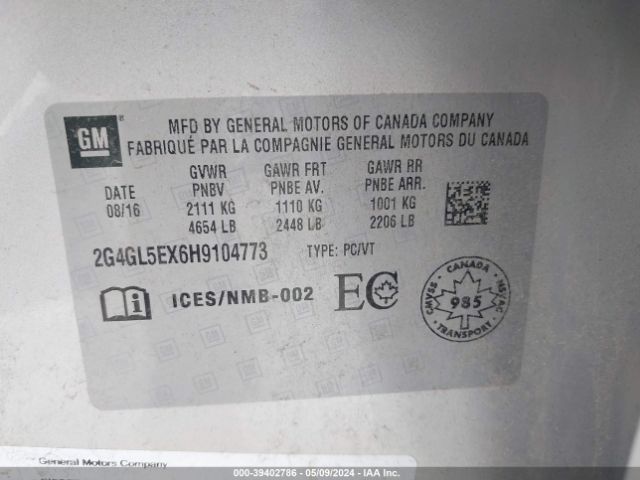 GM
MFD BY GENERAL MOTORS OF CANADA COMPANY
FABRIQUÉ PAR LA COMPAGNIE GENERAL MOTORS DU CANADA
GVWR GAWR FRT GAWR RR
DATE PNBV PNBE AV. PNBE ARR.
08/16 2111 KG 1110 KG 1001 KG
4654 LB 2448 LB 2206 LB
2G4GL5EX6H9104773 TYPE: PC/VT
ICES/NMB-002 EC
CANADA
CMVSS 985 NSVAC
TRANSPORT
General Motors Company
000-39402786 - 05/09/2024 - IAA Inc.